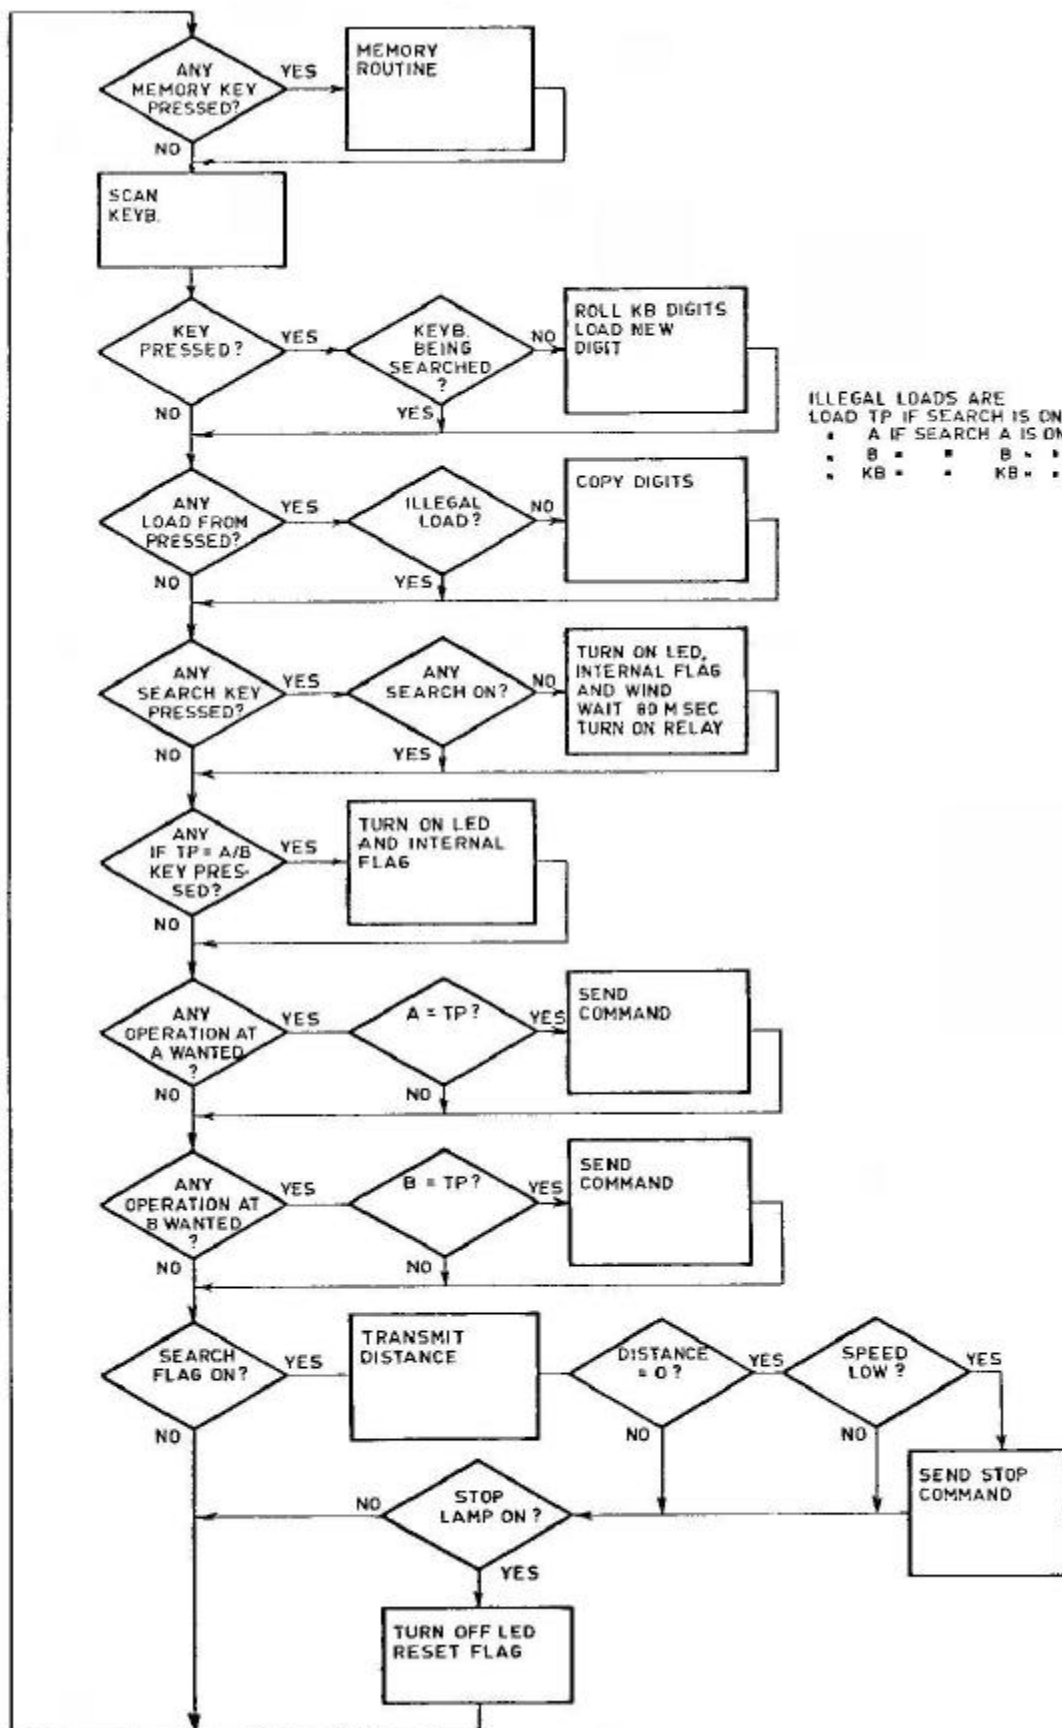 ANY
MEMORY KEY
PRESSED?
YES
NO
MEMORY
ROUTINE
SCAN
KEYB.
KEY
PRESSED?
YES
NO
KEYB.
BEING
SEARCHED
?
NO
YES
ROLL KB DIGITS
LOAD NEW
DIGIT
ILLEGAL LOADS ARE
LOAD TP IF SEARCH IS ON
" A IF SEARCH A IS ON
" B " " B " "
" KB " " KB " "
ANY
LOAD FROM
PRESSED?
YES
NO
ILLEGAL
LOAD?
NO
YES
COPY DIGITS
ANY
SEARCH KEY
PRESSED?
YES
NO
ANY
SEARCH ON?
NO
YES
TURN ON LED,
INTERNAL FLAG
AND WIND
WAIT 80 M SEC
TURN ON RELAY
ANY
IF TP = A/B
KEY PRES-
SED?
YES
NO
TURN ON LED
AND INTERNAL
FLAG
ANY
OPERATION AT
A WANTED
?
YES
NO
A = TP?
YES
NO
SEND
COMMAND
ANY
OPERATION AT
B WANTED
?
YES
NO
B = TP?
YES
NO
SEND
COMMAND
SEARCH
FLAG ON?
YES
NO
TRANSMIT
DISTANCE
DISTANCE
= 0?
YES
NO
SPEED
LOW?
YES
NO
SEND STOP
COMMAND
STOP
LAMP ON?
NO
YES
TURN OFF LED
RESET FLAG